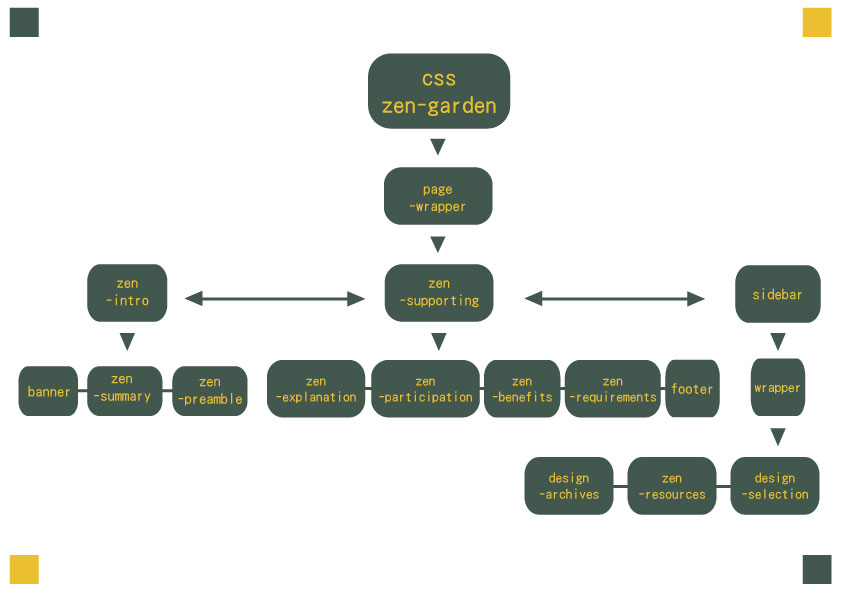 css
zen-garden
page
-wrapper
zen
-intro
zen
-supporting
sidebar
banner
zen
-summary
zen
-preamble
zen
-explanation
zen
-participation
zen
-benefits
zen
-requirements
footer
wrapper
design
-archives
zen
-resources
design
-selection